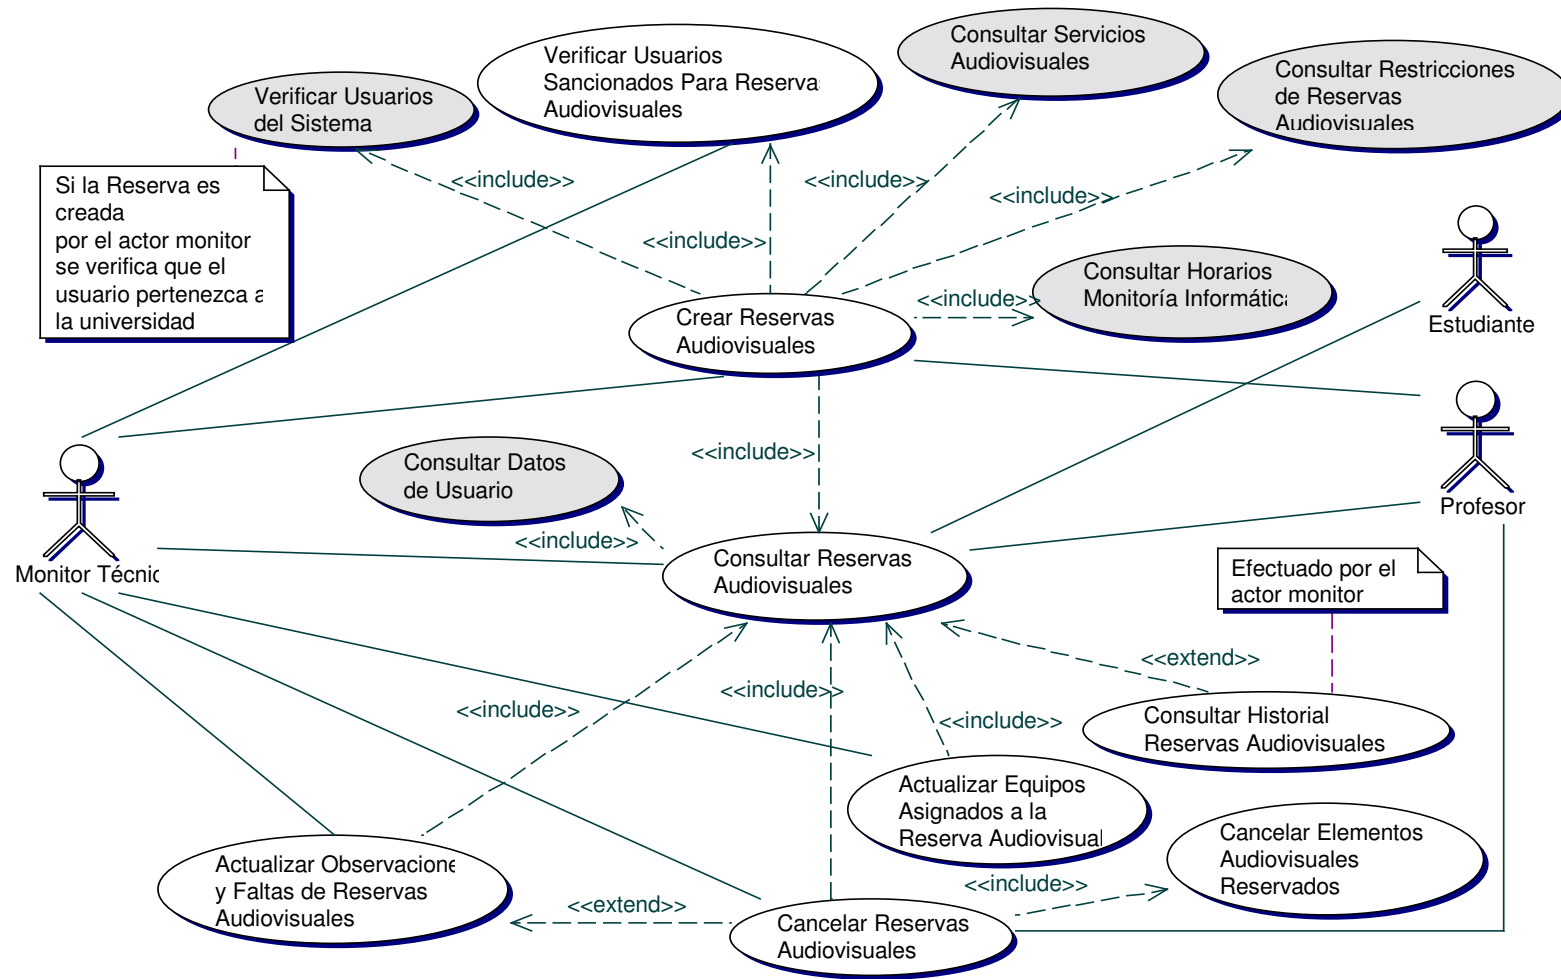 Verificar Usuarios
del Sistema
Verificar Usuarios
Sancionados Para Reserva
Audiovisuales
Consultar Servicios
Audiovisuales
Consultar Restricciones
de Reservas
Audiovisuales
Si la Reserva es
creada
por el actor monitor
se verifica que el
usuario pertenezca a
la universidad
<<include>>
<<include>>
<<include>>
<<include>>
<<include>>
Consultar Horarios
Monitoría Informátic
Crear Reservas
Audiovisuales
Estudiante
<<include>>
Profesor
Consultar Datos
de Usuario
<<include>>
Monitor Técnic
Consultar Reservas
Audiovisuales
Efectuado por el
actor monitor
<<extend>>
<<include>>
<<include>>
<<include>>
Consultar Historial
Reservas Audiovisuales
Actualizar Equipos
Asignados a la
Reserva Audiovisual
Cancelar Elementos
Audiovisuales
Reservados
Actualizar Observacione
y Faltas de Reservas
Audiovisuales
<<extend>>
<<include>>
Cancelar Reservas
Audiovisuales